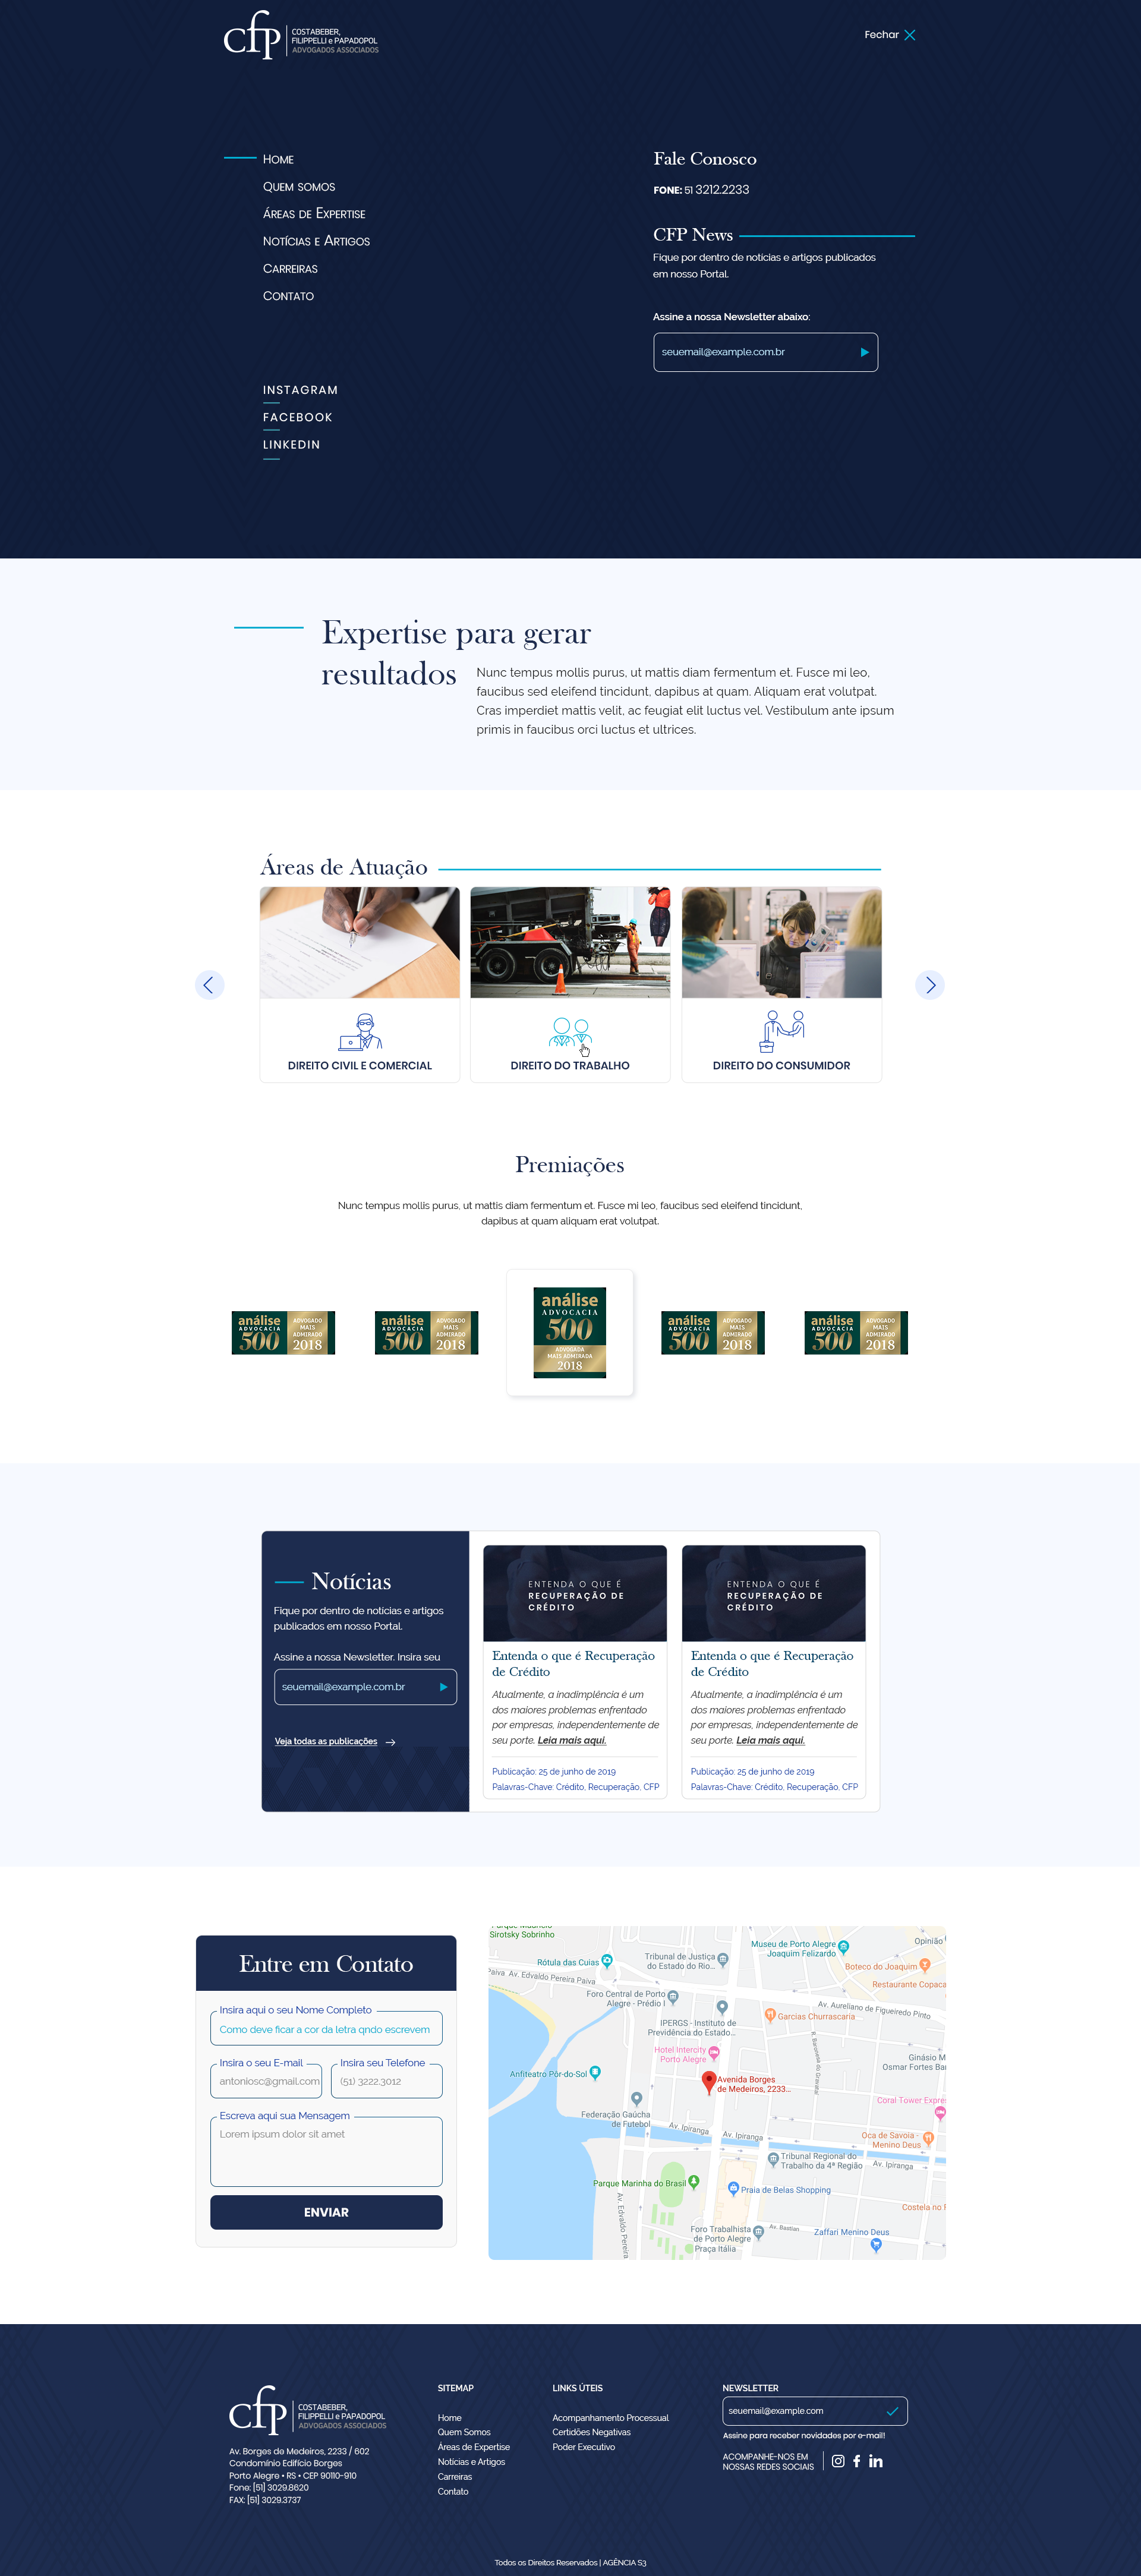 cfp
COSTABEBER,
FILIPPELLI e PAPADOPOL
ADVOGADOS ASSOCIADOS
Fechar
HOME
QUEM SOMOS
ÁREAS DE EXPERTISE
NOTÍCIAS E ARTIGOS
CARREIRAS
CONTATO
INSTAGRAM
FACEBOOK
LINKEDIN
Fale Conosco
FONE: 51 3212.2233
CFP News
Fique por dentro de notícias e artigos publicados
em nosso Portal.
Assine a nossa Newsletter abaixo:
seuemail@example.com.br
Expertise para gerar
resultados
Nunc tempus mollis purus, ut mattis diam fermentum et. Fusce mi leo,
faucibus sed eleifend tincidunt, dapibus at quam. Aliquam erat volutpat.
Cras imperdiet mattis velit, ac feugiat elit luctus vel. Vestibulum ante ipsum
primis in faucibus orci luctus et ultrices.
Áreas de Atuação
DIREITO CIVIL E COMERCIAL
DIREITO DO TRABALHO
DIREITO DO CONSUMIDOR
Premiações
Nunc tempus mollis purus, ut mattis diam fermentum et. Fusce mi leo, faucibus sed eleifend tincidunt,
dapibus at quam aliquam erat volutpat.
análise
ADVOCACIA
500
ADVOGADO
MAIS
ADMIRADO
2018
análise
ADVOCACIA
500
ADVOGADO
MAIS
ADMIRADO
2018
análise
ADVOCACIA
500
ADVOGADA
MAIS ADMIRADA
2018
análise
ADVOCACIA
500
ADVOGADO
MAIS
ADMIRADO
2018
análise
ADVOCACIA
500
ADVOGADO
MAIS
ADMIRADO
2018
Notícias
Fique por dentro de notícias e artigos
publicados em nosso Portal.
Assine a nossa Newsletter. Insira seu
seuemail@example.com.br
Veja todas as publicações
ENTENDA O QUE É
RECUPERAÇÃO DE
CRÉDITO
Entenda o que é Recuperação
de Crédito
Atualmente, a inadimplência é um
dos maiores problemas enfrentado
por empresas, independentemente de
seu porte. Leia mais aqui.
Publicação: 25 de junho de 2019
Palavras-Chave: Crédito, Recuperação, CFP
ENTENDA O QUE É
RECUPERAÇÃO DE
CRÉDITO
Entenda o que é Recuperação
de Crédito
Atualmente, a inadimplência é um
dos maiores problemas enfrentado
por empresas, independentemente de
seu porte. Leia mais aqui.
Publicação: 25 de junho de 2019
Palavras-Chave: Crédito, Recuperação, CFP
Entre em Contato
Insira aqui o seu Nome Completo
Como deve ficar a cor da letra qndo escrevem
Insira o seu E-mail
antoniosc@gmail.com
Insira seu Telefone
(51) 3222.3012
Escreva aqui sua Mensagem
Lorem ipsum dolor sit amet
ENVIAR
Sirotsky Sobrinho
Rótula das Cuias
Tribunal de Justiça
do Estado do Rio...
Museu de Porto Alegre
Joaquim Felizardo
Opinião
Boteco do Joaquim
Restaurante Copaca
Paiva
Av. Edvaldo Pereira Paiva
Foro Central de Porto
Alegre - Prédio I
Av. Aureliano de Figueiredo Pinto
Garcias Churrascaria
IPERGS - Instituto de
Previdência do Estado...
Hotel Intercity
Porto Alegre
R. Baronesa do Gravataí
Ginásio M
Osmar Fortes Bar
Anfiteatro Pôr-do-Sol
Avenida Borges
de Medeiros, 2233...
Coral Tower Expres
Federação Gaúcha
de Futebol
Av. Ipiranga
Av. Ipiranga
Oca de Savoia -
Menino Deus
Tribunal Regional do
Trabalho da 4ª Região
Av. Ipiranga
Parque Marinha do Brasil
Praia de Belas Shopping
Av. Edvaldo Pereira
Costela no R
Foro Trabalhista
de Porto Alegre
Av. Bastian
Zaffari Menino Deus
Praça Itália
cfp
COSTABEBER,
FILIPPELLI e PAPADOPOL
ADVOGADOS ASSOCIADOS
Av. Borges de Medeiros, 2233 / 602
Condomínio Edifício Borges
Porto Alegre • RS • CEP 90110-910
Fone: [51] 3029.8620
FAX: [51] 3029.3737
SITEMAP
Home
Quem Somos
Áreas de Expertise
Notícias e Artigos
Carreiras
Contato
LINKS ÚTEIS
Acompanhamento Processual
Certidões Negativas
Poder Executivo
NEWSLETTER
seuemail@example.com
Assine para receber novidades por e-mail!
ACOMPANHE-NOS EM
NOSSAS REDES SOCIAIS
Todos os Direitos Reservados | AGÊNCIA S3